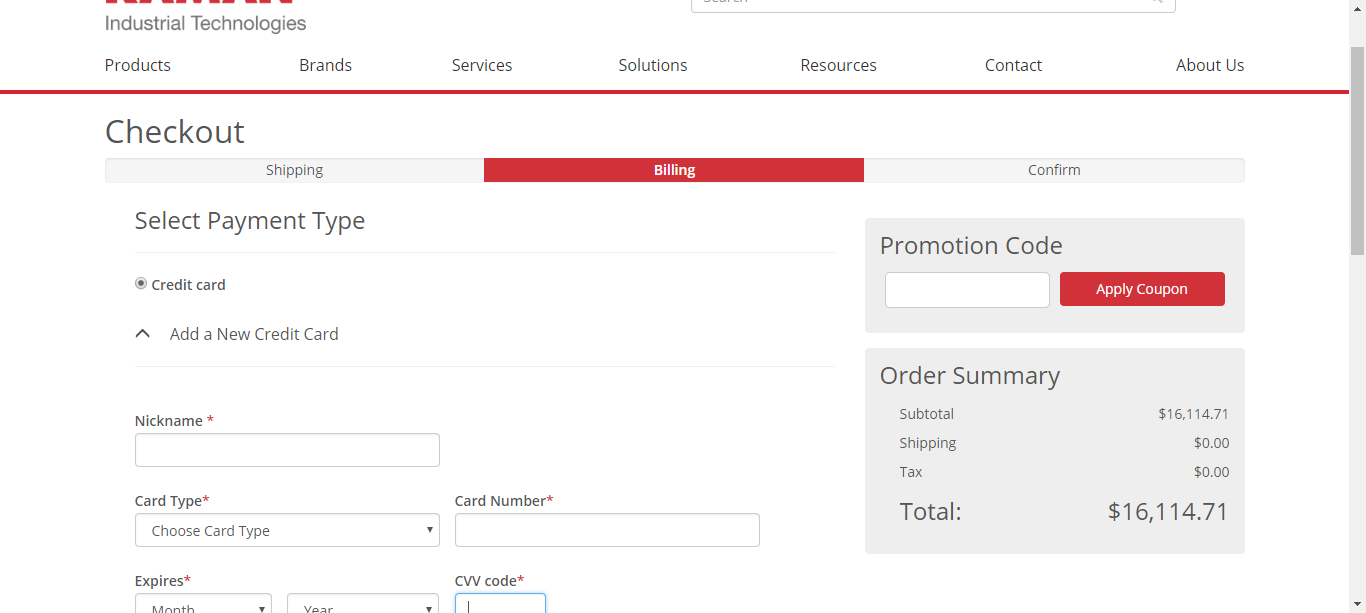 KAMAN
Industrial Technologies
Search
Products Brands Services Solutions Resources Contact About Us
Checkout
Shipping Billing Confirm
Select Payment Type
Credit card
Add a New Credit Card
Nickname *
Card Type* Card Number*
Choose Card Type
Expires* CVV code*
Month Year
Promotion Code
Apply Coupon
Order Summary
Subtotal $16,114.71
Shipping $0.00
Tax $0.00
Total: $16,114.71